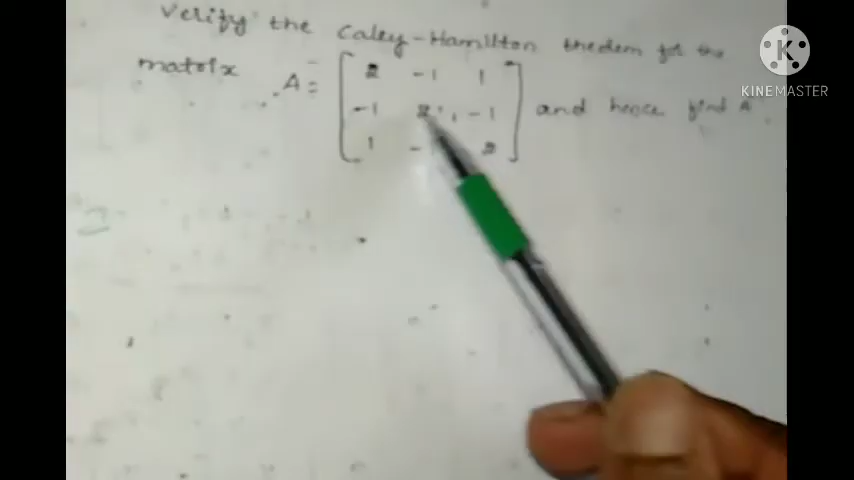 Verify the Caley-Hamilton theorem for the
matrix A = [ 2 -1 1
-1 2 -1
1 - 2 ] and hence find A
K
KINEMASTER